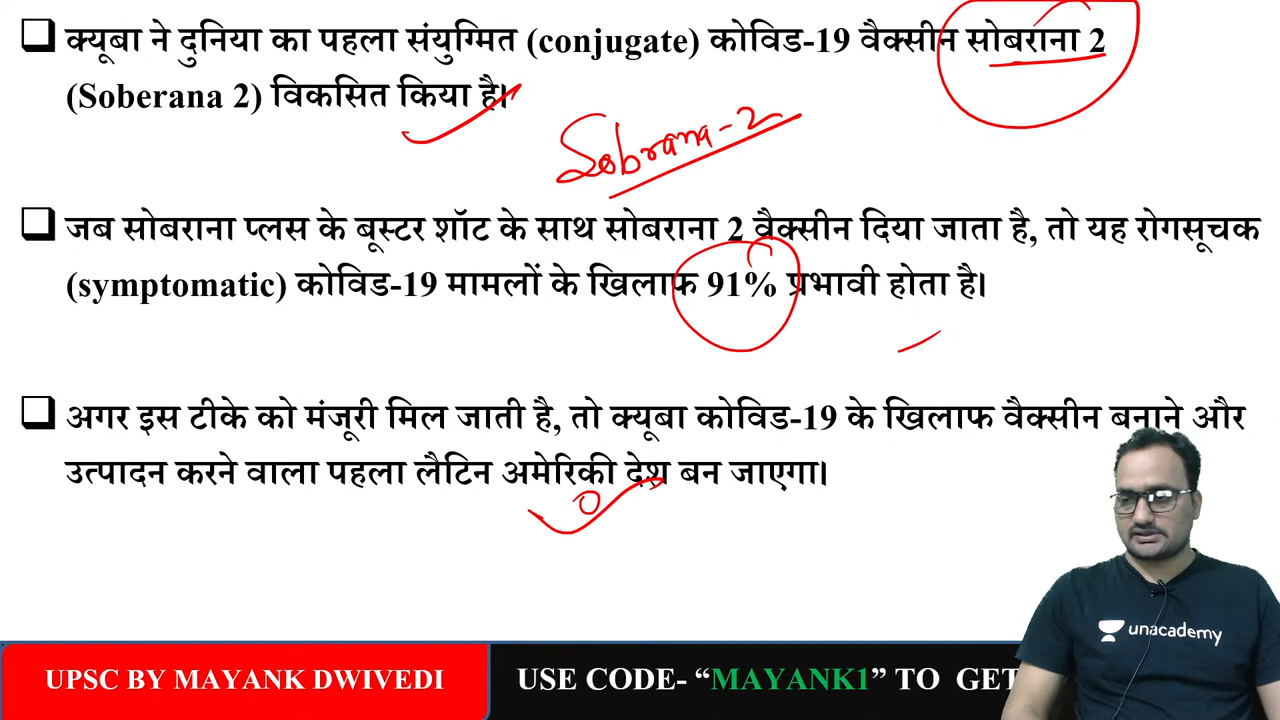 क्यूबा ने दुनिया का पहला संयुग्मित (conjugate) कोविड-19 वैक्सीन सोबराना 2
(Soberana 2) विकसित किया है।
Sobrana-2
जब सोबराना प्लस के बूस्टर शॉट के साथ सोबराना 2 वैक्सीन दिया जाता है, तो यह रोगसूचक
(symptomatic) कोविड-19 मामलों के खिलाफ 91% प्रभावी होता है।
अगर इस टीके को मंजूरी मिल जाती है, तो क्यूबा कोविड-19 के खिलाफ वैक्सीन बनाने और
उत्पादन करने वाला पहला लैटिन अमेरिकी देश बन जाएगा।
unacademy
UPSC BY MAYANK DWIVEDI
USE CODE- “MAYANK1” TO GET